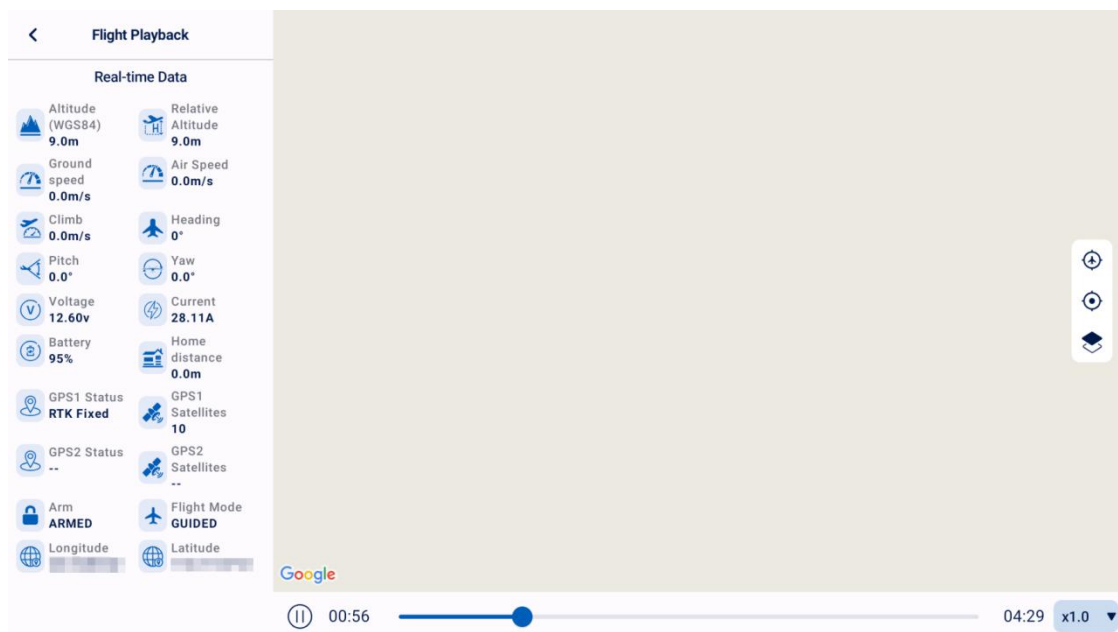 Flight Playback
Real-time Data
Altitude
(WGS84)
9.0m
Relative
Altitude
9.0m
Ground
speed
0.0m/s
Air Speed
0.0m/s
Climb
0.0m/s
Heading
0°
Pitch
0.0°
Yaw
0.0°
Voltage
12.60v
Current
28.11A
Battery
95%
Home
distance
0.0m
GPS1 Status
RTK Fixed
GPS1
Satellites
10
GPS2 Status
--
GPS2
Satellites
--
Arm
ARMED
Flight Mode
GUIDED
Longitude
Latitude
Google
00:56
04:29
x1.0